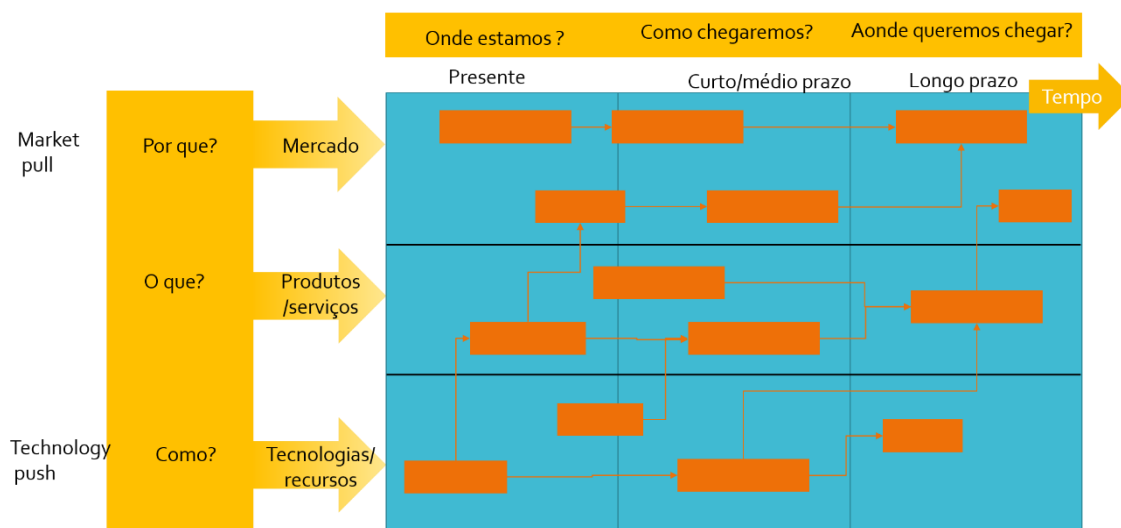 Onde estamos ?
Como chegaremos?
Aonde queremos chegar?
Presente
Curto/médio prazo
Longo prazo
Tempo
Market
pull
Por que?
Mercado
O que?
Produtos
/serviços
Technology
push
Como?
Tecnologias/
recursos